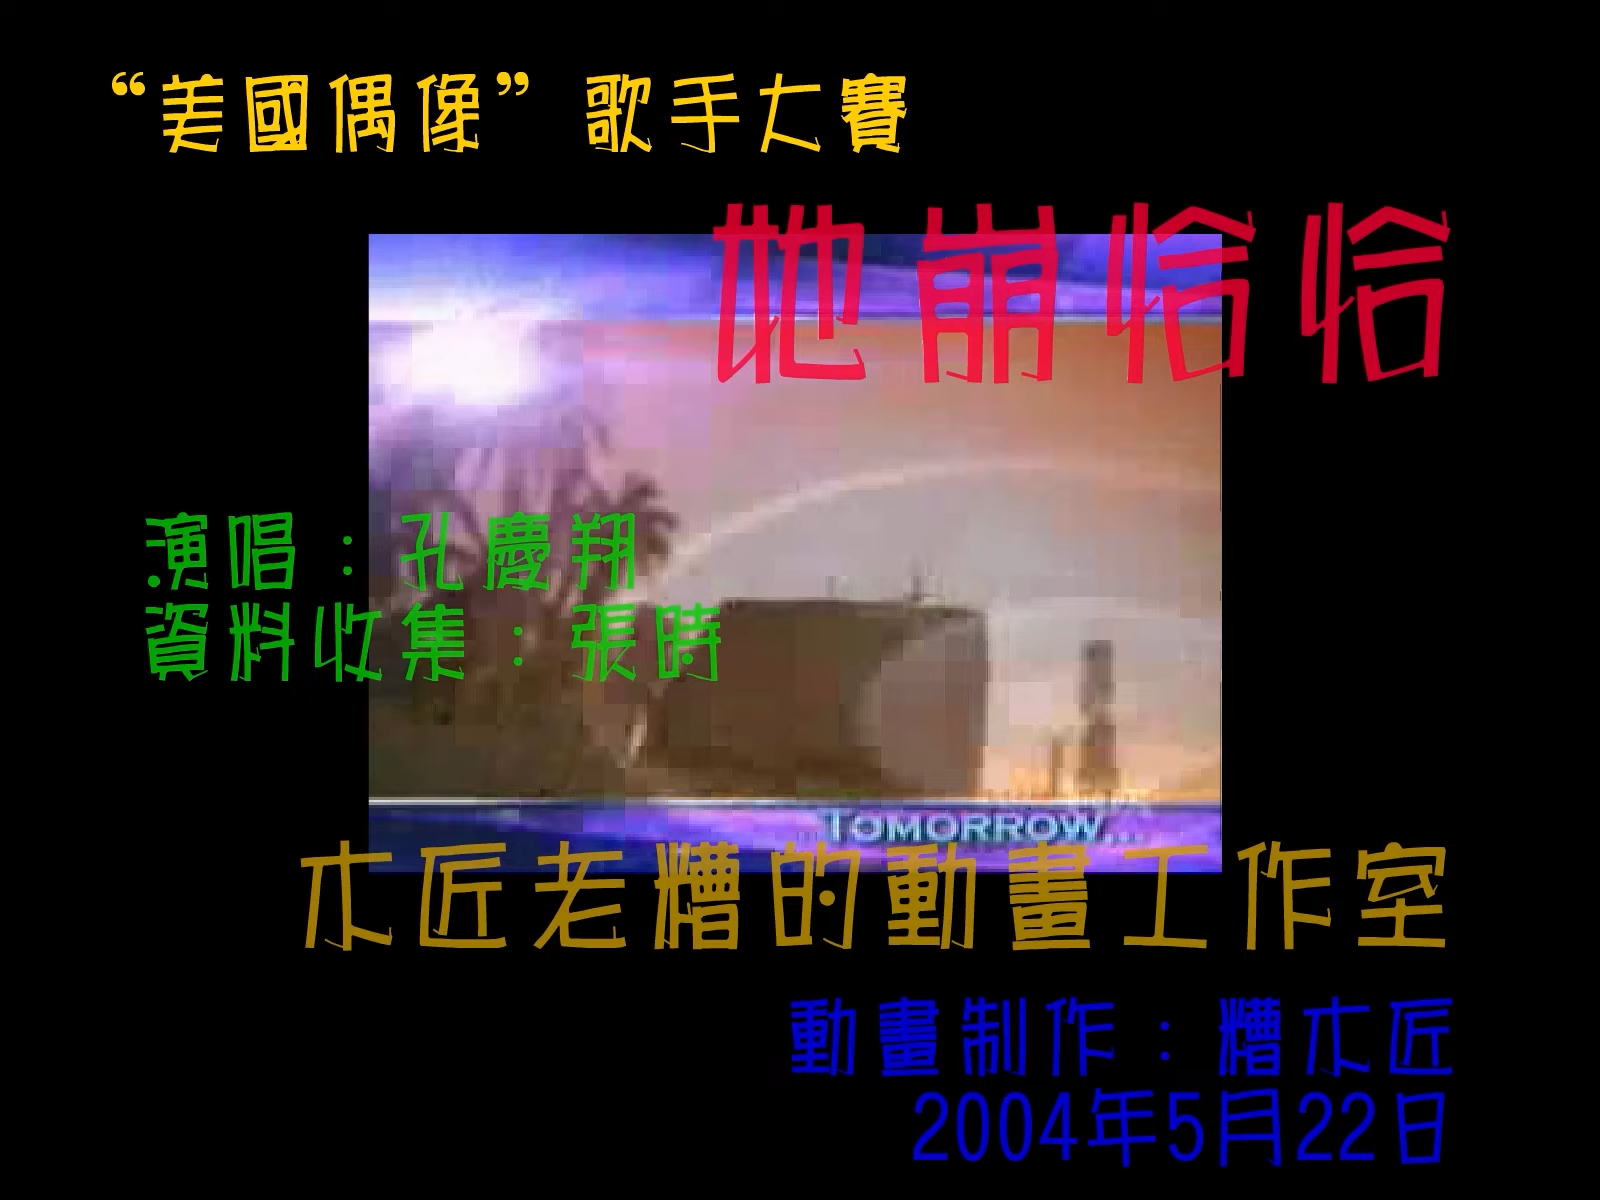 “美國偶像”歌手大賽
她崩恰恰
演唱：孔慶翔
資料收集：張時
TOMORROW...
木匠老糟的動畫工作室
動畫制作：糟木匠
2004年5月22日